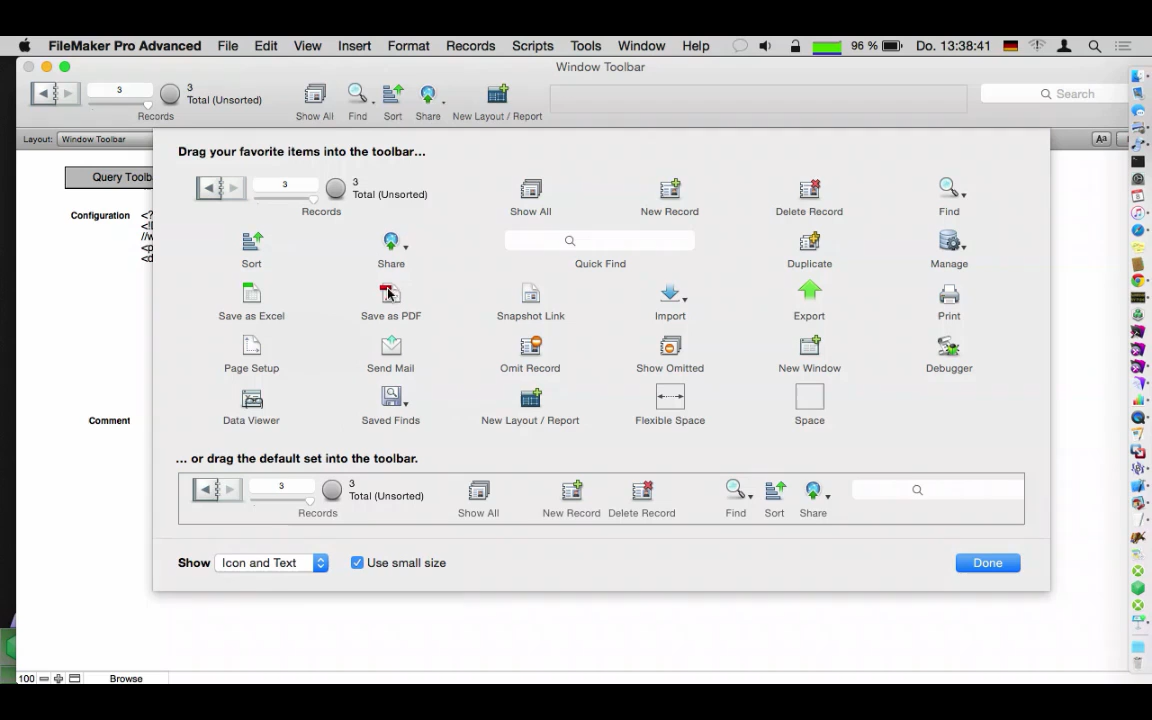 FileMaker Pro Advanced File Edit View Insert Format Records Scripts Tools Window Help 96 % Do. 13:38:41
Window Toolbar
3
3
Total (Unsorted)
Records
Show All
Find
Sort
Share
New Layout / Report
Search
Layout: Window Toolbar
Aa
Query Toolb
Configuration
<?
<!
//w
<p
<d
Comment
Drag your favorite items into the toolbar...
3
3
Total (Unsorted)
Records
Show All
New Record
Delete Record
Find
Sort
Share
Quick Find
Duplicate
Manage
Save as Excel
Save as PDF
Snapshot Link
Import
Export
Print
Page Setup
Send Mail
Omit Record
Show Omitted
New Window
Debugger
Data Viewer
Saved Finds
New Layout / Report
Flexible Space
Space
... or drag the default set into the toolbar.
3
3
Total (Unsorted)
Records
Show All
New Record
Delete Record
Find
Sort
Share
Show Icon and Text
Use small size
Done
100
Browse